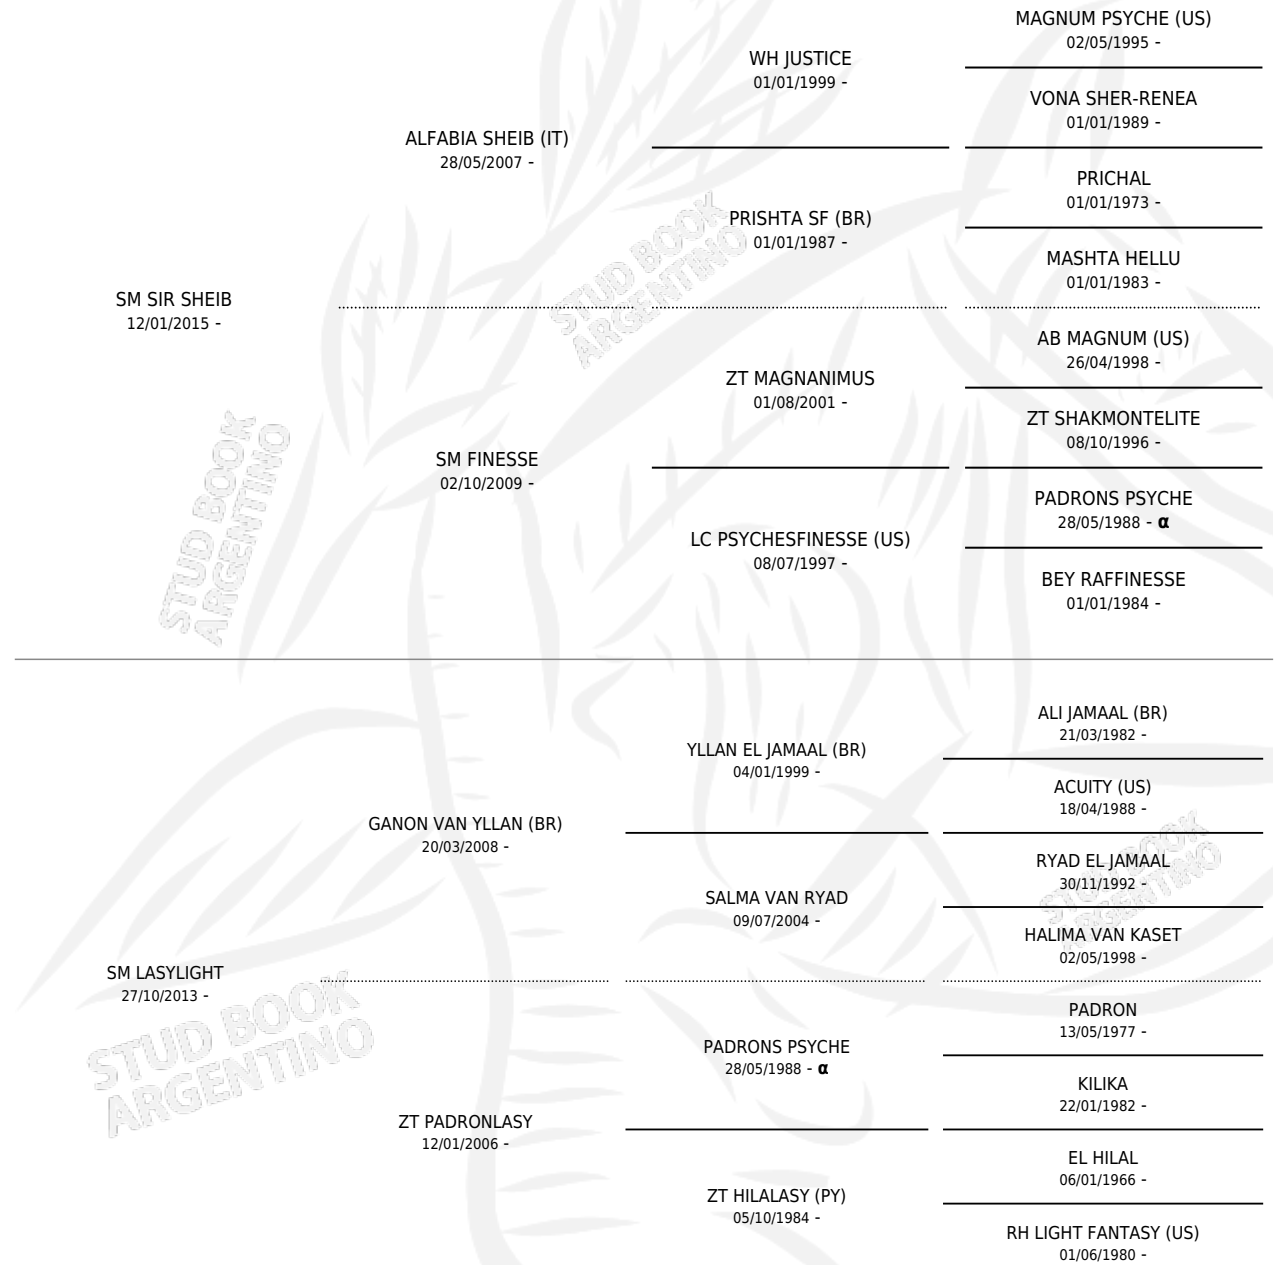 MAGNUM PSYCHE (US)
02/05/1995 -
WH JUSTICE
01/01/1999 -
VONA SHER-RENEA
01/01/1989 -
ALFABIA SHEIB (IT)
28/05/2007 -
PRICHAL
01/01/1973 -
PRISHTA SF (BR)
01/01/1987 -
MASHTA HELLU
01/01/1983 -
SM SIR SHEIB
12/01/2015 -
AB MAGNUM (US)
26/04/1998 -
ZT MAGNANIMUS
01/08/2001 -
ZT SHAKMONTELITE
08/10/1996 -
SM FINESSE
02/10/2009 -
PADRONS PSYCHE
28/05/1988 - α
LC PSYCHESFINESSE (US)
08/07/1997 -
BEY RAFFINESSE
01/01/1984 -
ALI JAMAAL (BR)
21/03/1982 -
YLLAN EL JAMAAL (BR)
04/01/1999 -
ACUITY (US)
18/04/1988 -
GANON VAN YLLAN (BR)
20/03/2008 -
RYAD EL JAMAAL
30/11/1992 -
SALMA VAN RYAD
09/07/2004 -
HALIMA VAN KASET
02/05/1998 -
SM LASYLIGHT
27/10/2013 -
PADRON
13/05/1977 -
PADRONS PSYCHE
28/05/1988 - α
KILIKA
22/01/1982 -
ZT PADRONLASY
12/01/2006 -
EL HILAL
06/01/1966 -
ZT HILALASY (PY)
05/10/1984 -
RH LIGHT FANTASY (US)
01/06/1980 -
STUD BOOK
ARGENTINO
STUD BOOK
ARGENTINO
STUD BOOK
ARGENTINO
STUD BOOK
ARGENTINO